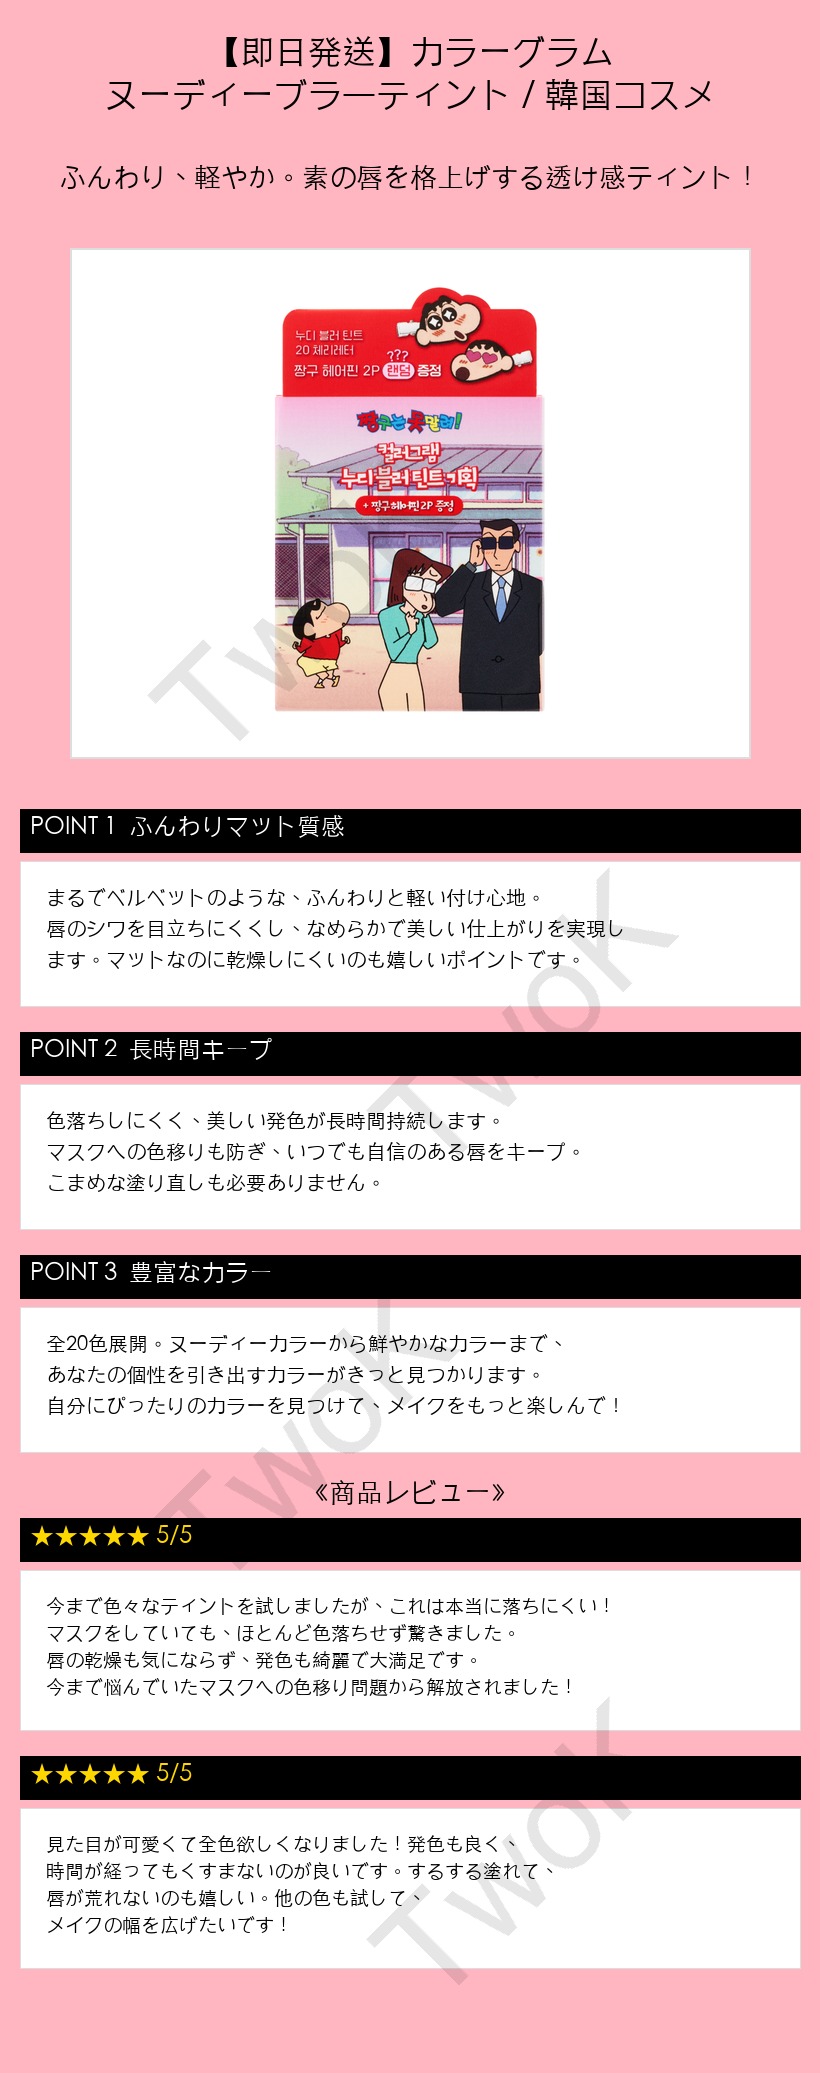 【即日発送】カラーグラム
ヌーディーブラーティント / 韓国コスメ
ふんわり、軽やか。素の唇を格上げする透け感ティント！
누디 블러 틴트
20 체리레터
???
짱구 헤어핀 2P 랜덤 증정
짱구는 못말려!
컬러그램
누디 블러 틴트 기획
+ 짱구 헤어핀 2P 증정
TwoK
POINT 1 ふんわりマット質感
まるでベルベットのような、ふんわりと軽い付け心地。
唇のシワを目立ちにくくし、なめらかで美しい仕上がりを実現し
ます。マットなのに乾燥しにくいのも嬉しいポイントです。
TwoK
POINT 2 長時間キープ
色落ちしにくく、美しい発色が長時間持続します。
マスクへの色移りも防ぎ、いつでも自信のある唇をキープ。
こまめな塗り直しも必要ありません。
POINT 3 豊富なカラー
全20色展開。ヌーディーカラーから鮮やかなカラーまで、
あなたの個性を引き出すカラーがきっと見つかります。
自分にぴったりのカラーを見つけて、メイクをもっと楽しんで！
TwoK
《商品レビュー》
★★★★★ 5/5
今まで色々なティントを試しましたが、これは本当に落ちにくい！
マスクをしていても、ほとんど色落ちせず驚きました。
唇の乾燥も気にならず、発色も綺麗で大満足です。
今まで悩んでいたマスクへの色移り問題から解放されました！
★★★★★ 5/5
見た目が可愛くて全色欲しくなりました！発色も良く、
時間が経ってもくすまないのが良いです。するする塗れて、
唇が荒れないのも嬉しい。他の色も試して、
メイクの幅を広げたいです！
TwoK